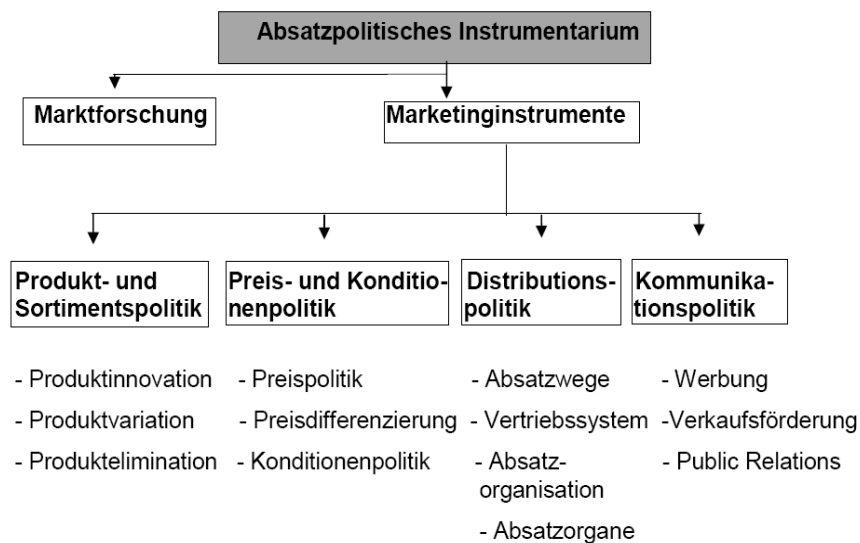 Absatzpolitisches Instrumentarium
Marktforschung
Marketinginstrumente
Produkt- und
Sortimentspolitik
Preis- und Konditio-
nenpolitik
Distributions-
politik
Kommunika-
tionspolitik
- Produktinnovation
- Produktvariation
- Produktelimination
- Preispolitik
- Preisdifferenzierung
- Konditionenpolitik
- Absatzwege
- Vertriebssystem
- Absatz-
organisation
- Absatzorgane
- Werbung
-Verkaufsförderung
- Public Relations